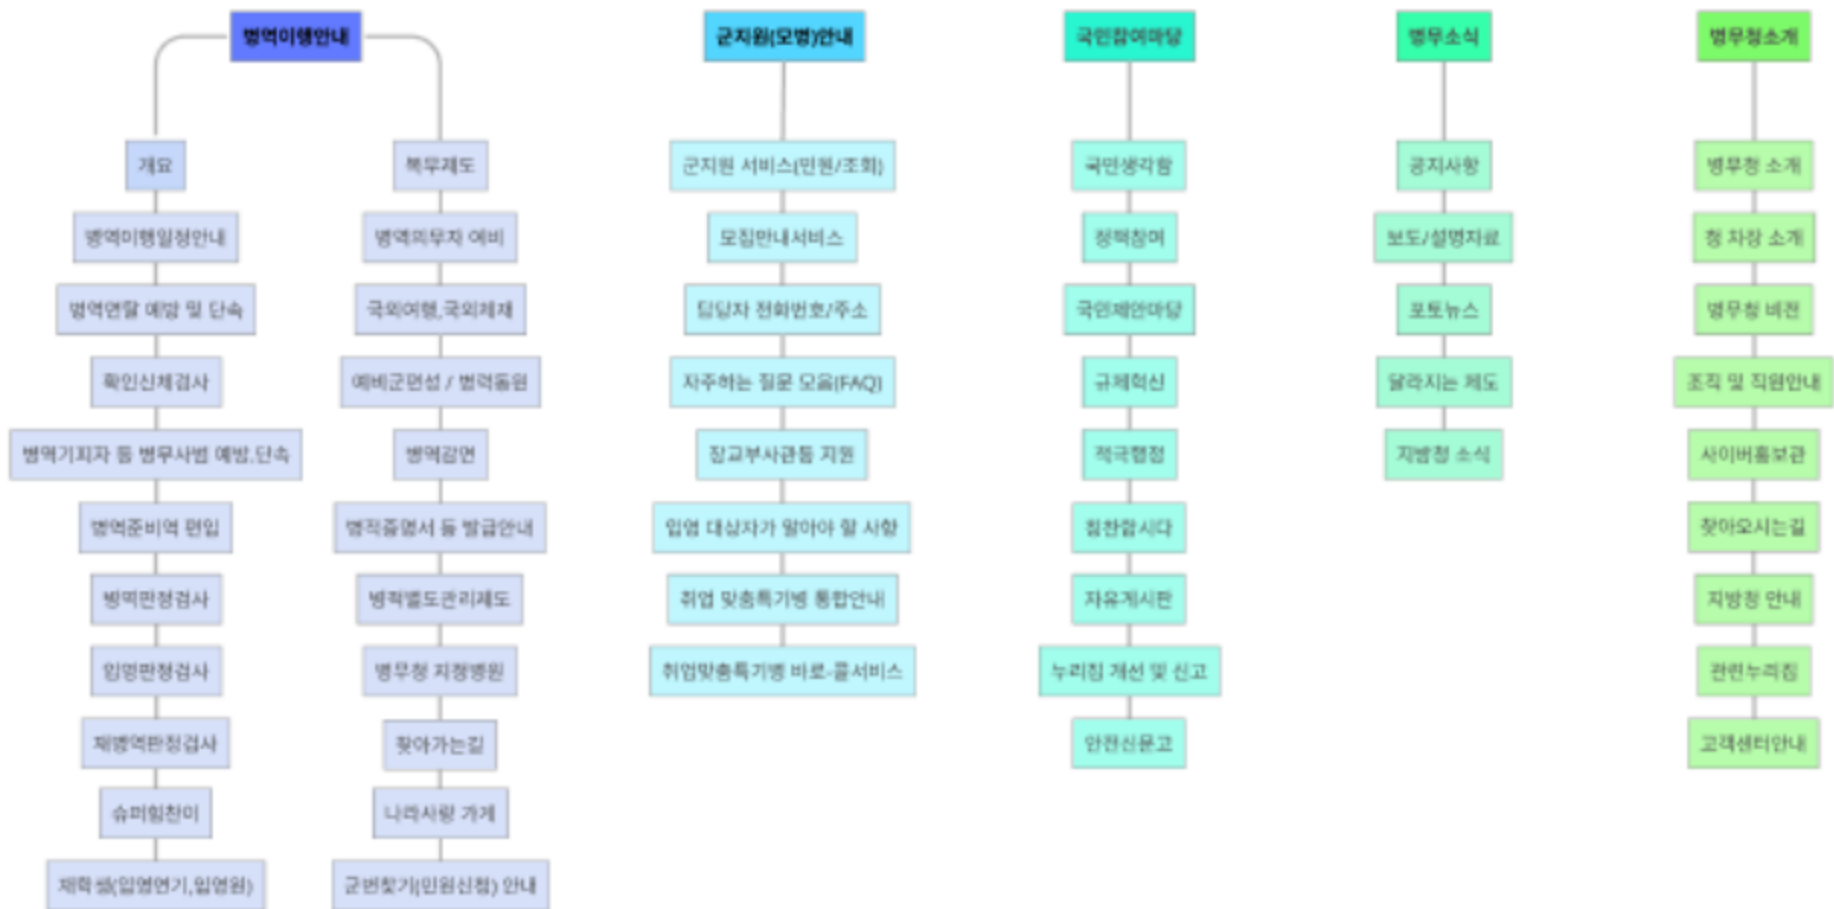 병역이행안내
개요
병역이행일정안내
병역면탈 예방 및 단속
확인신체검사
병역기피자 등 병무사범 예방,단속
병역준비역 편입
병역판정검사
입영판정검사
재병역판정검사
슈퍼힘찬이
재학생(입영연기,입영원)
복무제도
병역의무자 여비
국외여행,국외체재
예비군편성 / 병력동원
병역감면
병적증명서 등 발급안내
병적별도관리제도
병무청 지정병원
찾아가는길
나라사랑 가게
군번찾기(민원신청) 안내
군지원(모병)안내
군지원 서비스(민원/조회)
모집안내서비스
담당자 전화번호/주소
자주하는 질문 모음(FAQ)
장교부사관등 지원
입영 대상자가 알아야 할 사항
취업 맞춤특기병 통합안내
취업맞춤특기병 바로-콜서비스
국민참여마당
국민생각함
정책참여
국민제안마당
규제혁신
적극행정
칭찬합시다
자유게시판
누리집 개선 및 신고
안전신문고
병무소식
공지사항
보도/설명자료
포토뉴스
달라지는 제도
지방청 소식
병무청소개
병무청 소개
청 차장 소개
병무청 비전
조직 및 직원안내
사이버홍보관
찾아오시는길
지방청 안내
관련누리집
고객센터안내